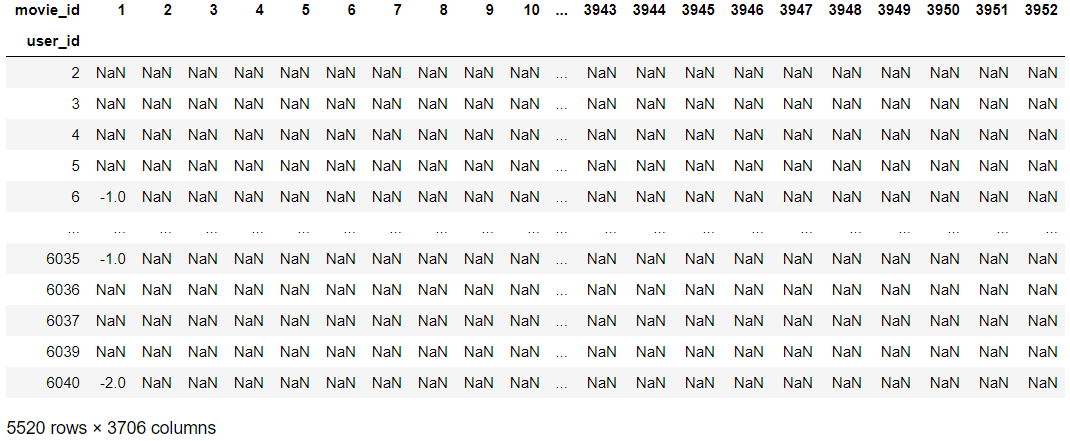 movie_id 1 2 3 4 5 6 7 8 9 10 ... 3943 3944 3945 3946 3947 3948 3949 3950 3951 3952
user_id
2 NaN NaN NaN NaN NaN NaN NaN NaN NaN NaN ... NaN NaN NaN NaN NaN NaN NaN NaN NaN NaN
3 NaN NaN NaN NaN NaN NaN NaN NaN NaN NaN ... NaN NaN NaN NaN NaN NaN NaN NaN NaN NaN
4 NaN NaN NaN NaN NaN NaN NaN NaN NaN NaN ... NaN NaN NaN NaN NaN NaN NaN NaN NaN NaN
5 NaN NaN NaN NaN NaN NaN NaN NaN NaN NaN ... NaN NaN NaN NaN NaN NaN NaN NaN NaN NaN
6 -1.0 NaN NaN NaN NaN NaN NaN NaN NaN NaN ... NaN NaN NaN NaN NaN NaN NaN NaN NaN NaN
... ... ... ... ... ... ... ... ... ... ... ... ... ... ... ... ... ... ... ... ... ...
6035 -1.0 NaN NaN NaN NaN NaN NaN NaN NaN NaN ... NaN NaN NaN NaN NaN NaN NaN NaN NaN NaN
6036 NaN NaN NaN NaN NaN NaN NaN NaN NaN NaN ... NaN NaN NaN NaN NaN NaN NaN NaN NaN NaN
6037 NaN NaN NaN NaN NaN NaN NaN NaN NaN NaN ... NaN NaN NaN NaN NaN NaN NaN NaN NaN NaN
6039 NaN NaN NaN NaN NaN NaN NaN NaN NaN NaN ... NaN NaN NaN NaN NaN NaN NaN NaN NaN NaN
6040 -2.0 NaN NaN NaN NaN NaN NaN NaN NaN NaN ... NaN NaN NaN NaN NaN NaN NaN NaN NaN NaN
5520 rows × 3706 columns